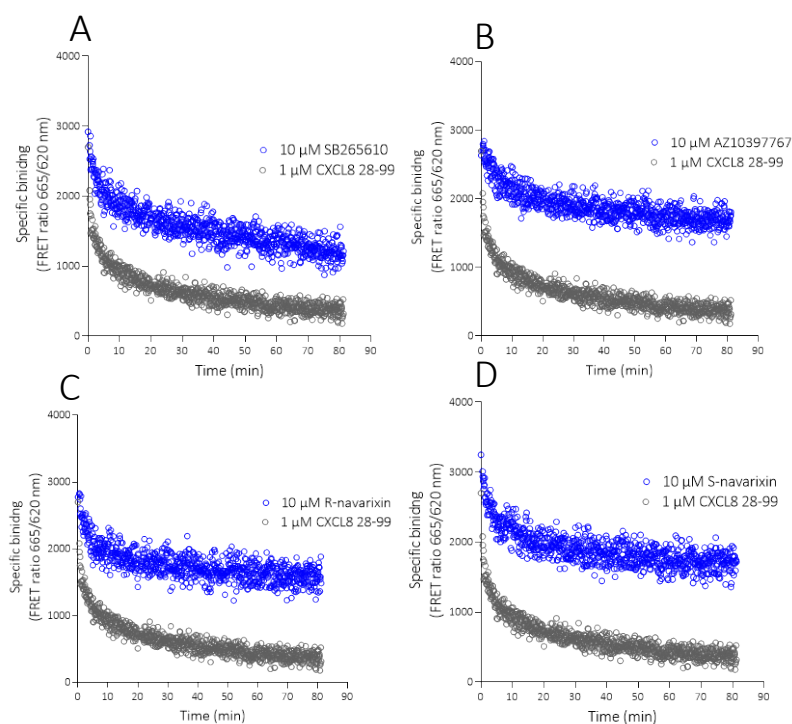 A
4000
3000
2000
1000
0
Specific binidng
(FRET ratio 665/620 nm)
10 µM SB265610
1 µM CXCL8 28-99
0 10 20 30 40 50 60 70 80 90
Time (min)
B
4000
3000
2000
1000
0
Specific binidng
(FRET ratio 665/620 nm)
10 µM AZ10397767
1 µM CXCL8 28-99
0 10 20 30 40 50 60 70 80 90
Time (min)
C
4000
3000
2000
1000
0
Specific binidng
(FRET ratio 665/620 nm)
10 µM R-navarixin
1 µM CXCL8 28-99
0 10 20 30 40 50 60 70 80 90
Time (min)
D
4000
3000
2000
1000
0
Specific binidng
(FRET ratio 665/620 nm)
10 µM S-navarixin
1 µM CXCL8 28-99
0 10 20 30 40 50 60 70 80 90
Time (min)